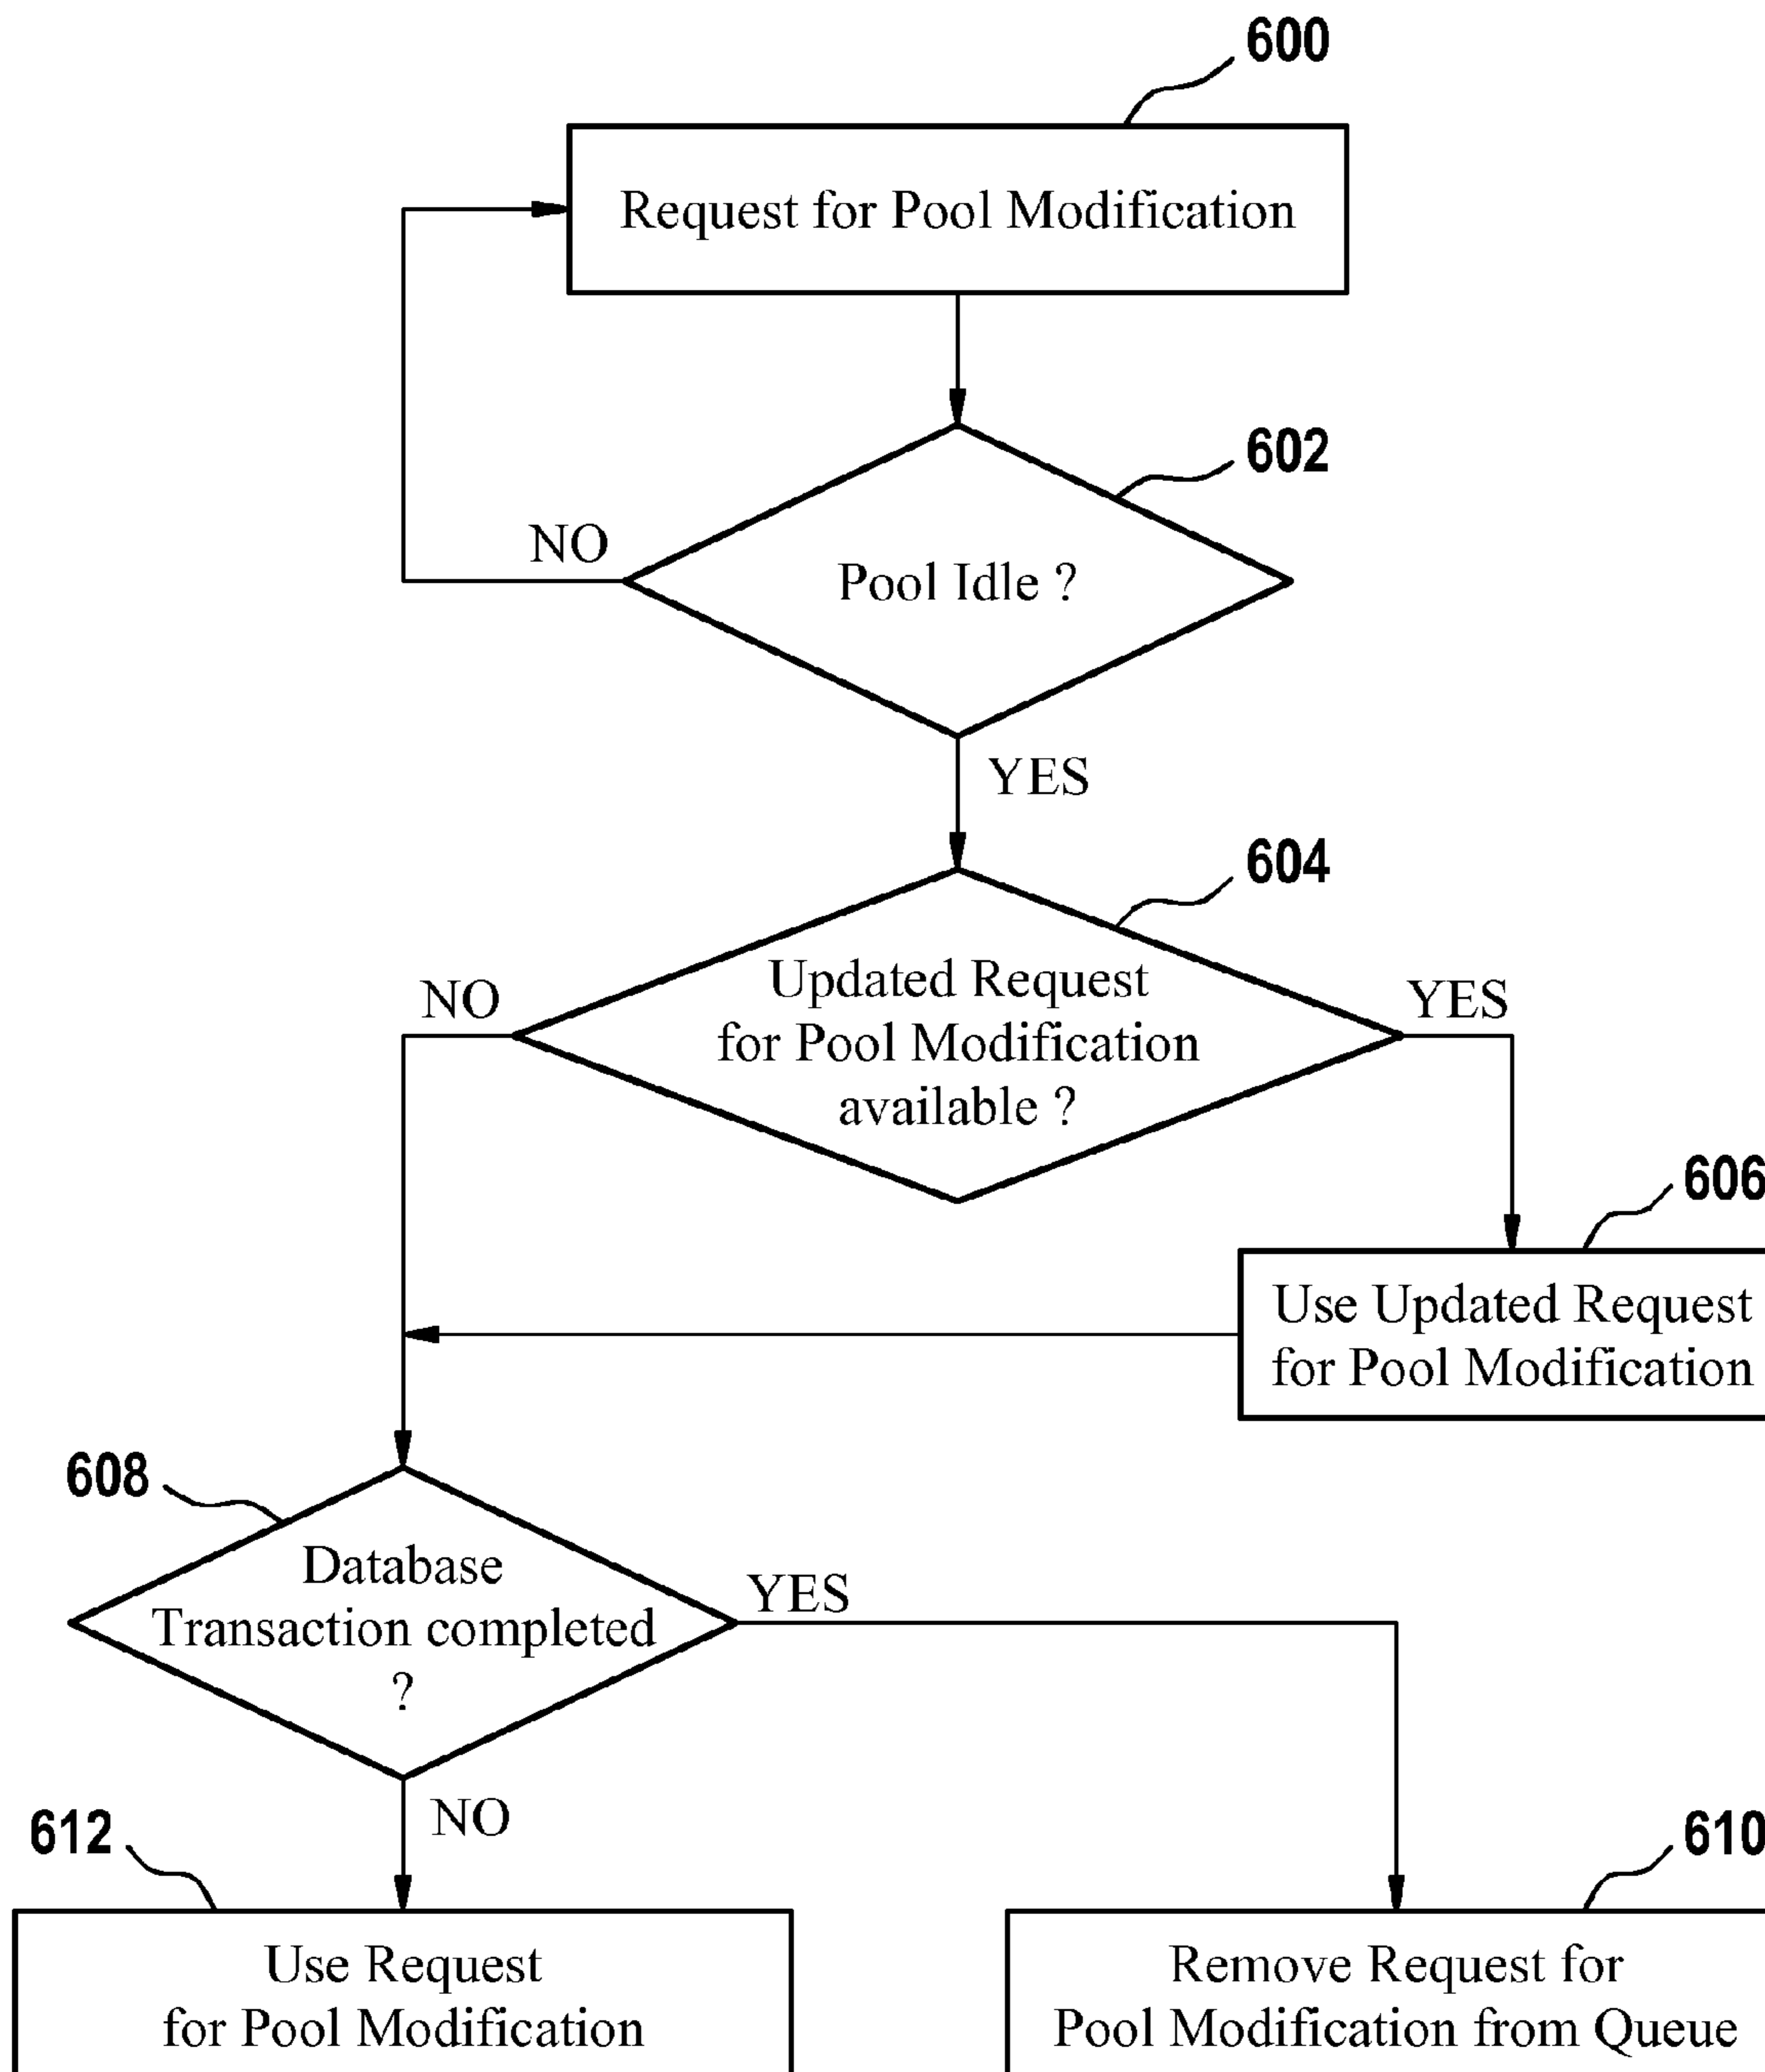 600
Request for Pool Modification
602
NO
Pool Idle ?
YES
604
NO
Updated Request
for Pool Modification
available ?
YES
606
Use Updated Request
for Pool Modification
608
Database
Transaction completed
?
YES
NO
612
610
Use Request
for Pool Modification
Remove Request for
Pool Modification from Queue